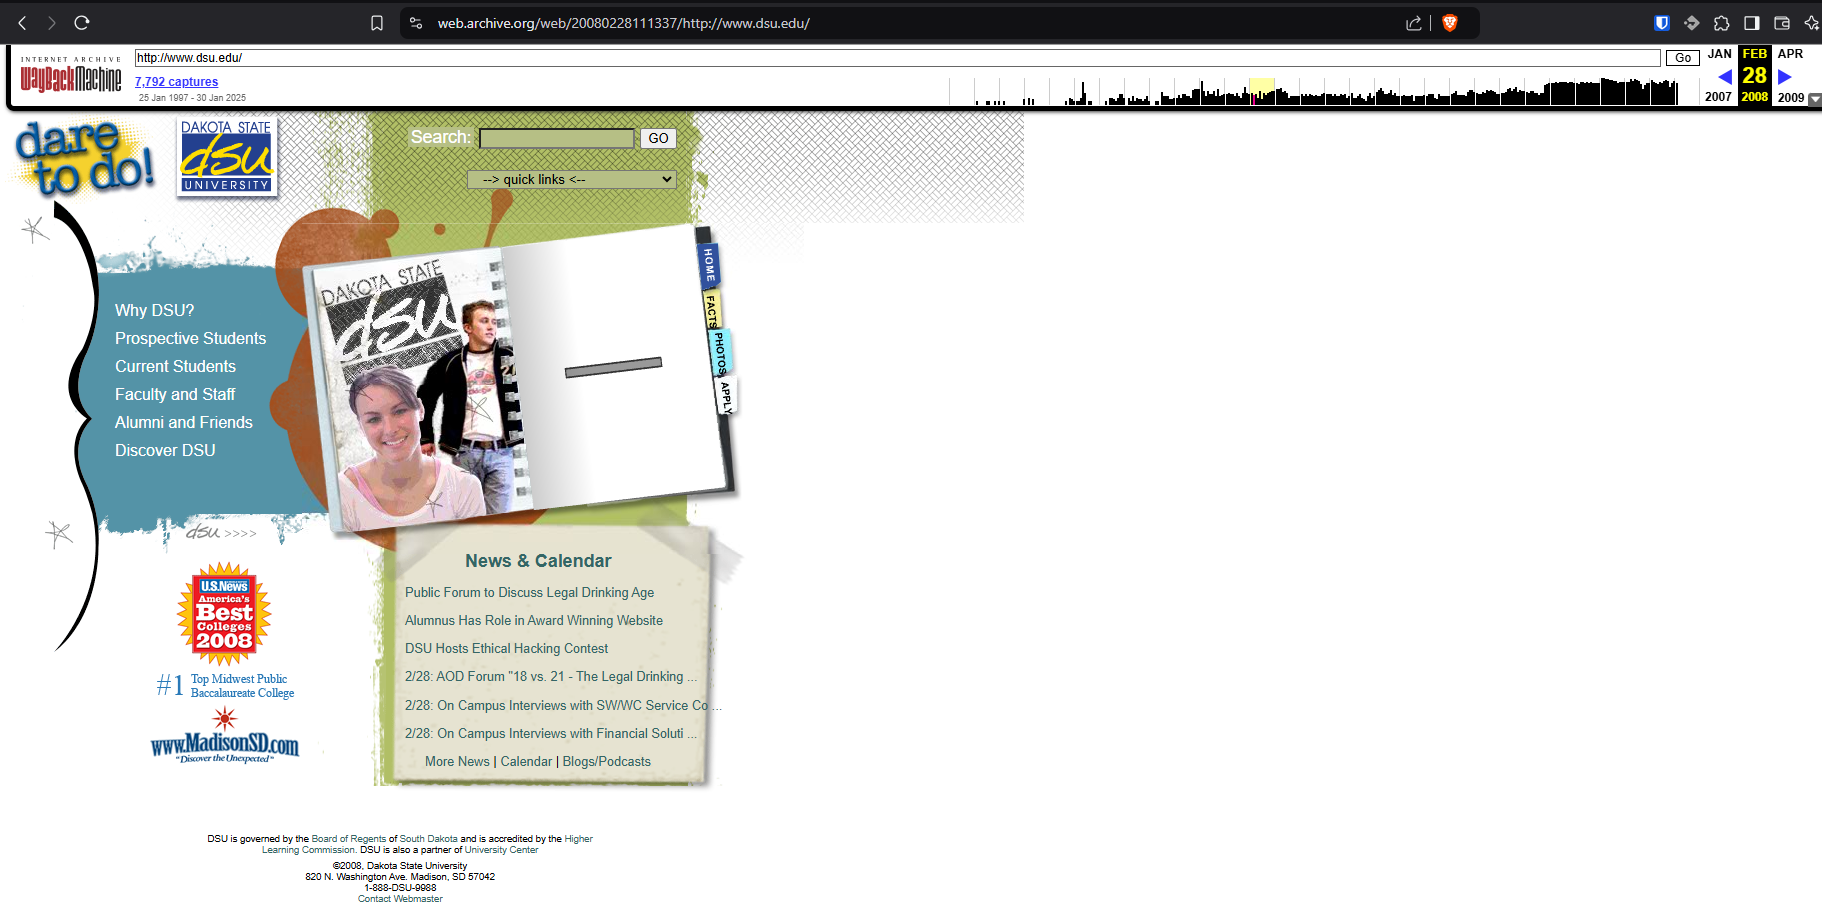 web.archive.org/web/20080228111337/http://www.dsu.edu/
INTERNET ARCHIVE
WayBackMachine
http://www.dsu.edu/
Go
JAN
FEB
APR
7,792 captures
28
25 Jan 1997 - 30 Jan 2025
2007
2008
2009
dare to do!
DAKOTA STATE
dsu
UNIVERSITY
Search:
GO
--> quick links <--
Why DSU?
Prospective Students
Current Students
Faculty and Staff
Alumni and Friends
Discover DSU
DAKOTA STATE
dsu
HOME
FACTS
PHOTOS
APPLY
dsu >>>>
U.S.News
America's
Best
Colleges
2008
#1 Top Midwest Public
Baccalaureate College
www.MadisonSD.com
"Discover the Unexpected"
News & Calendar
Public Forum to Discuss Legal Drinking Age
Alumnus Has Role in Award Winning Website
DSU Hosts Ethical Hacking Contest
2/28: AOD Forum "18 vs. 21 - The Legal Drinking ...
2/28: On Campus Interviews with SW/WC Service Co ...
2/28: On Campus Interviews with Financial Soluti ...
More News | Calendar | Blogs/Podcasts
DSU is governed by the Board of Regents of South Dakota and is accredited by the Higher
Learning Commission. DSU is also a partner of University Center
©2008, Dakota State University
820 N. Washington Ave. Madison, SD 57042
1-888-DSU-9988
Contact Webmaster